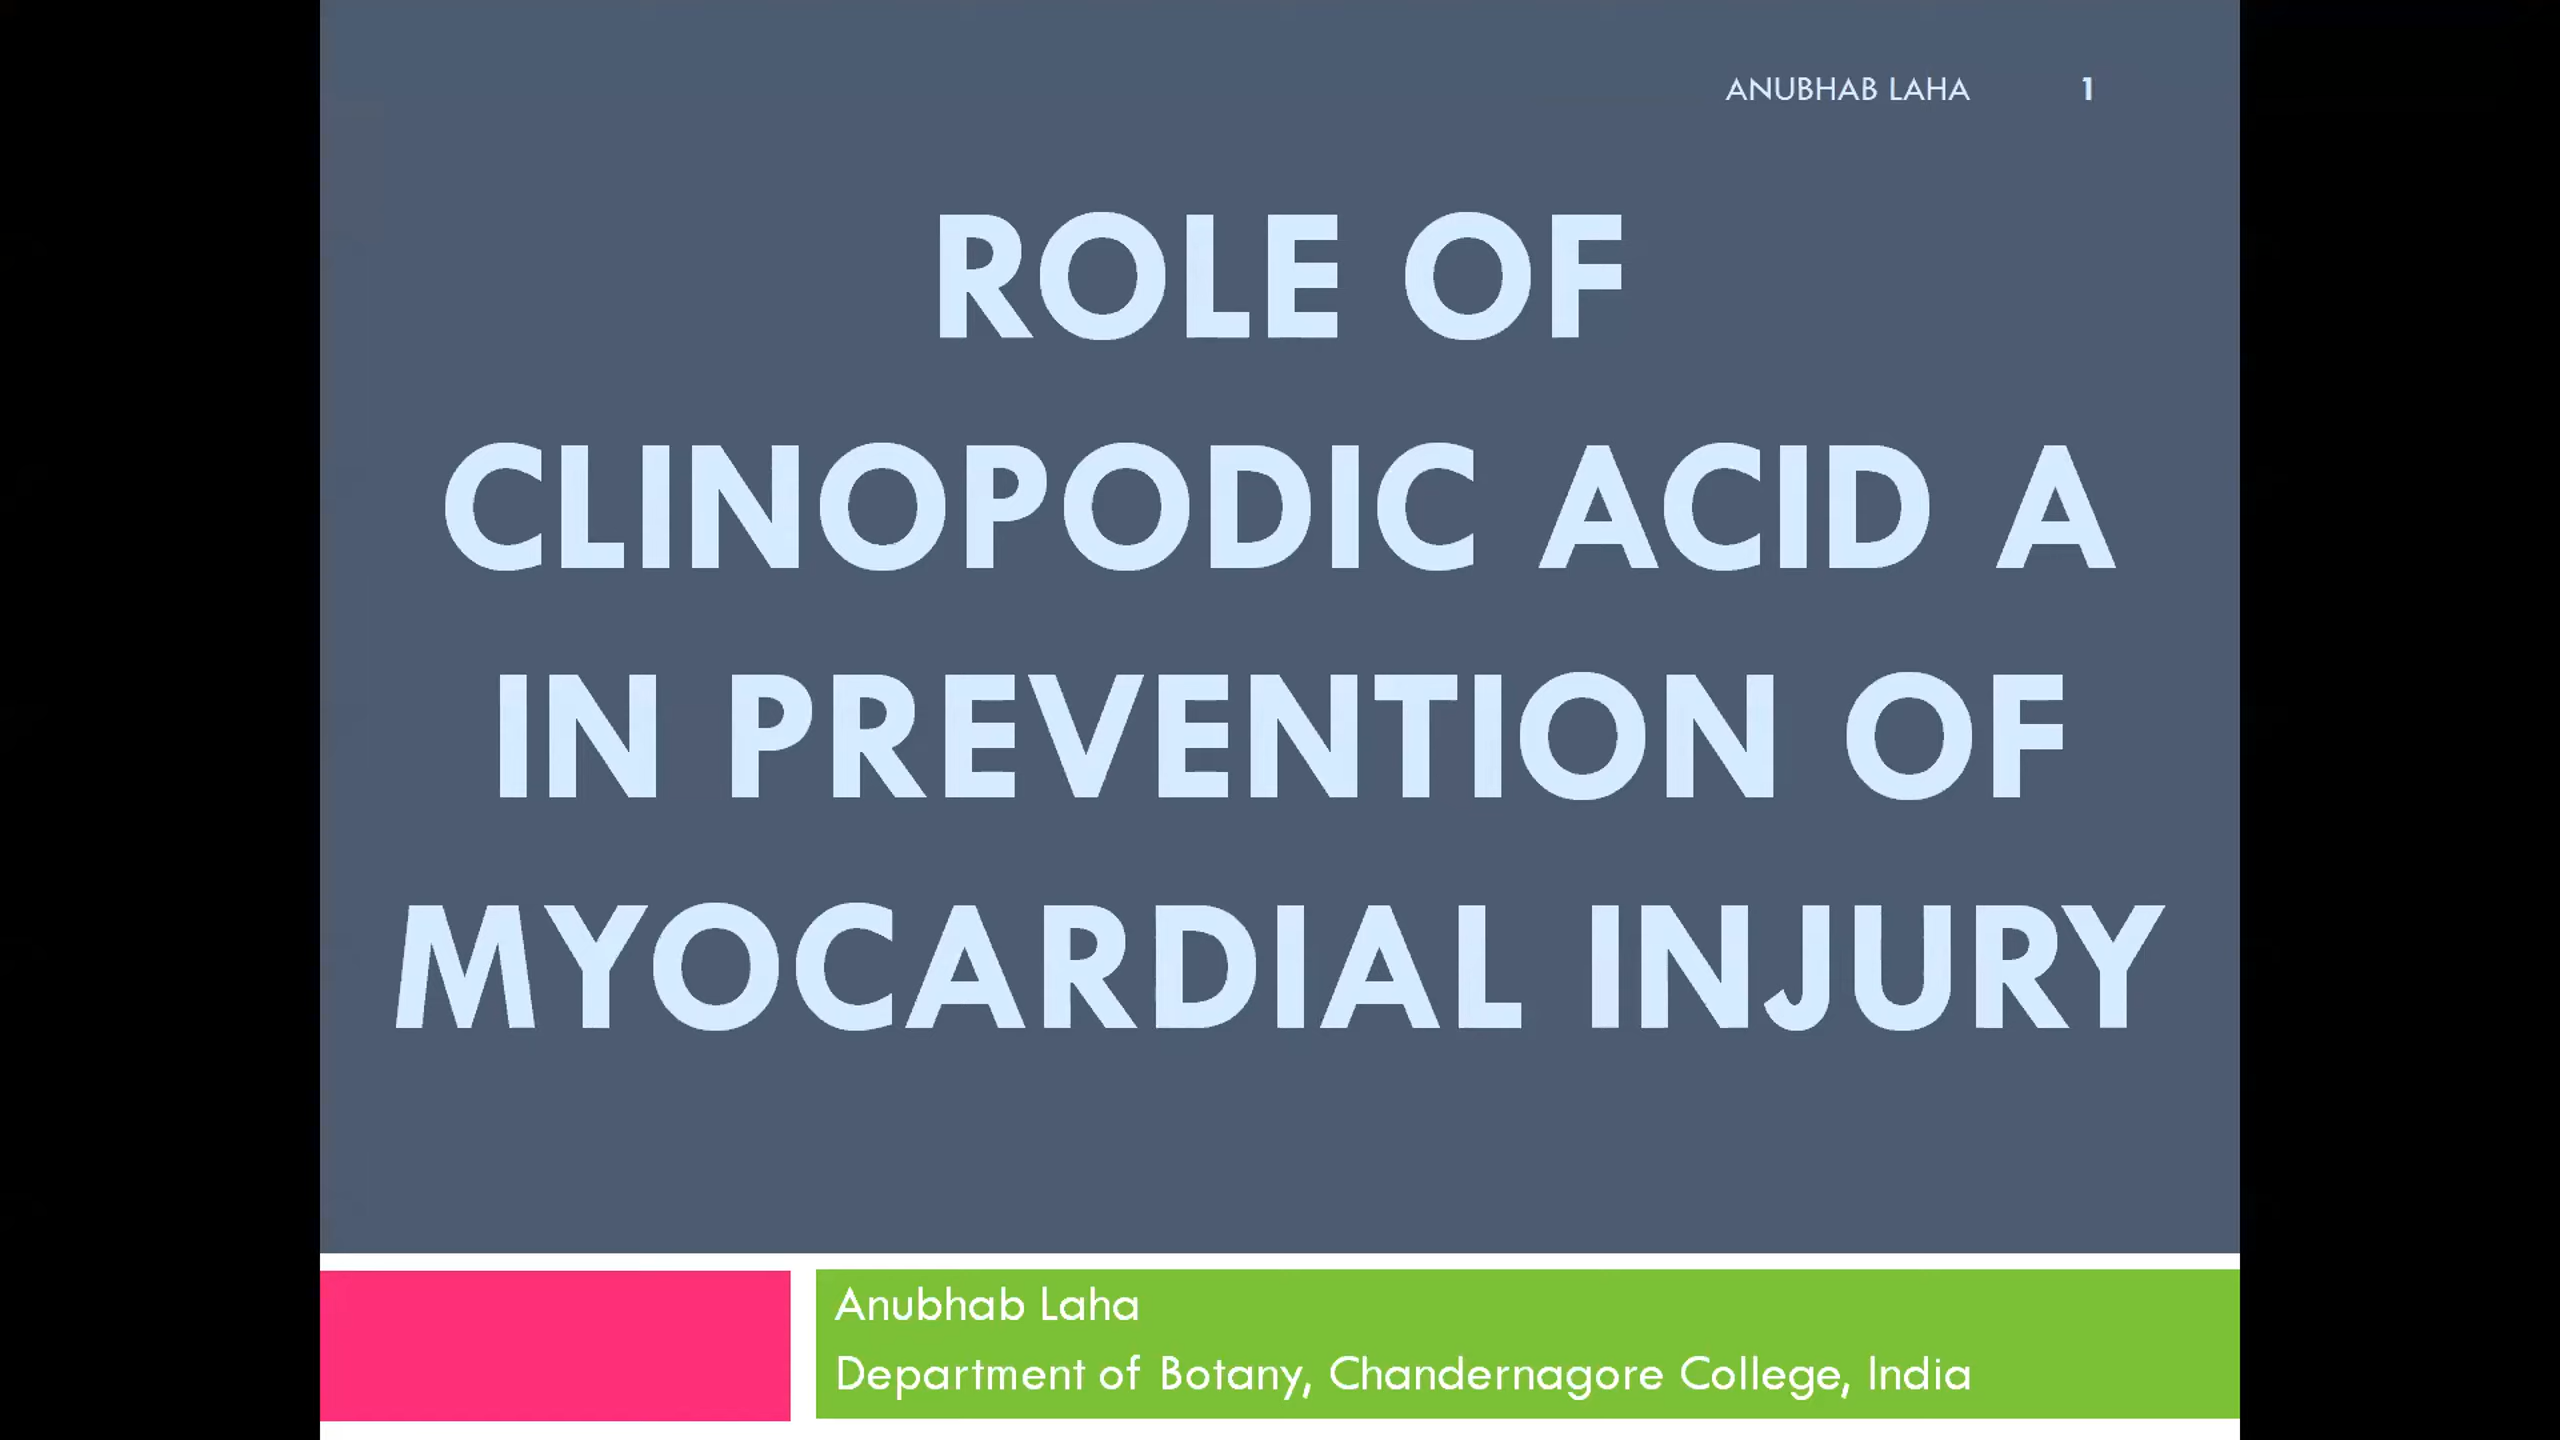 ANUBHAB LAHA 1
ROLE OF
CLINOPODIC ACID A
IN PREVENTION OF
MYOCARDIAL INJURY
Anubhab Laha
Department of Botany, Chandernagore College, India